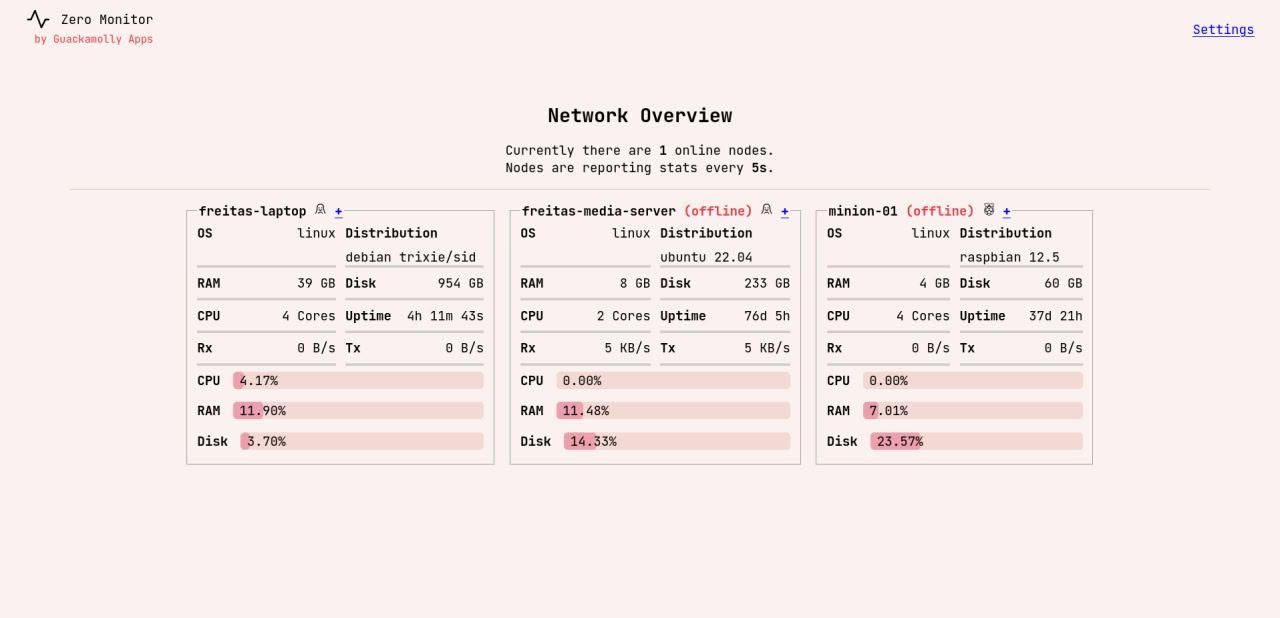 Zero Monitor
by Guackamolly Apps
Settings
Network Overview
Currently there are 1 online nodes.
Nodes are reporting stats every 5s.
freitas-laptop +
OS linux Distribution
debian trixie/sid
RAM 39 GB Disk 954 GB
CPU 4 Cores Uptime 4h 11m 43s
Rx 0 B/s Tx 0 B/s
CPU 4.17%
RAM 11.90%
Disk 3.70%
freitas-media-server (offline) +
OS linux Distribution
ubuntu 22.04
RAM 8 GB Disk 233 GB
CPU 2 Cores Uptime 76d 5h
Rx 5 KB/s Tx 5 KB/s
CPU 0.00%
RAM 11.48%
Disk 14.33%
minion-01 (offline) +
OS linux Distribution
raspbian 12.5
RAM 4 GB Disk 60 GB
CPU 4 Cores Uptime 37d 21h
Rx 0 B/s Tx 0 B/s
CPU 0.00%
RAM 7.01%
Disk 23.57%